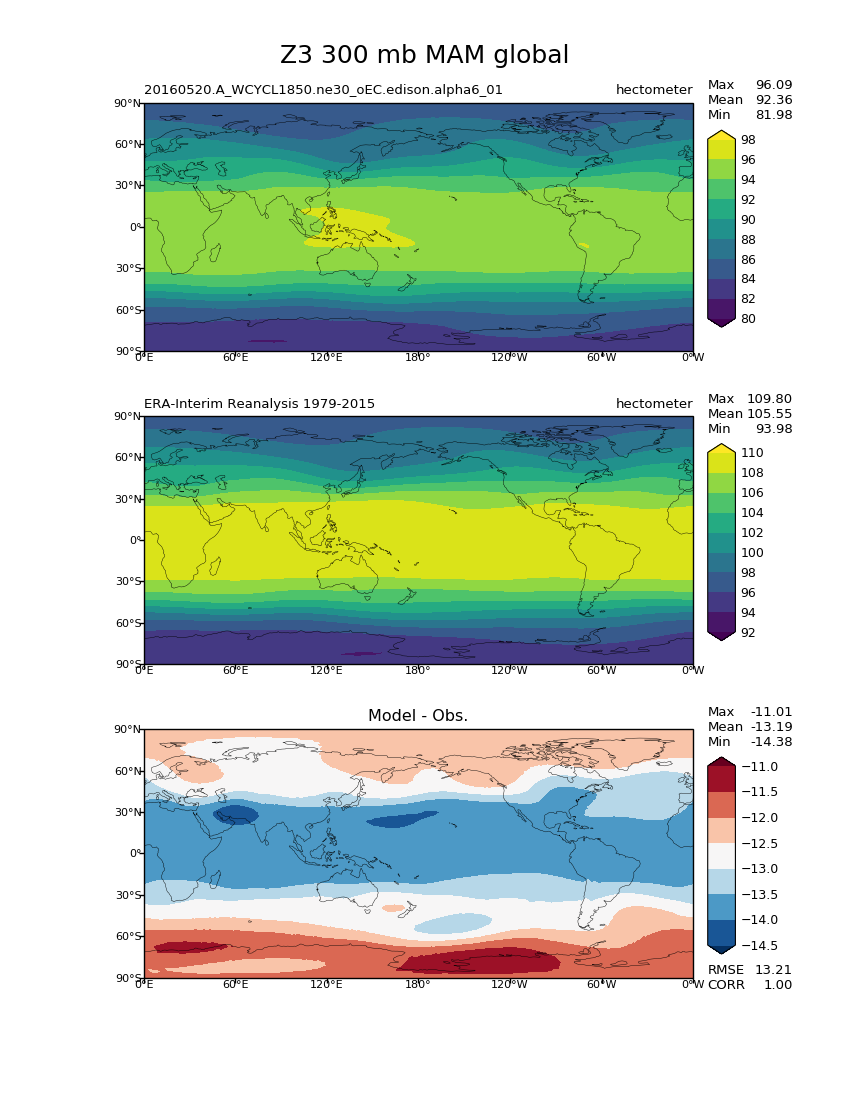 Z3 300 mb MAM global
20160520.A_WCYCL1850.ne30_oEC.edison.alpha6_01 hectometer
Max 96.09
Mean 92.36
Min 81.98
90°N
60°N
30°N
0°
30°S
60°S
90°S
0°E 60°E 120°E 180° 120°W 60°W 0°W
98
96
94
92
90
88
86
84
82
80
ERA-Interim Reanalysis 1979-2015 hectometer
Max 109.80
Mean 105.55
Min 93.98
90°N
60°N
30°N
0°
30°S
60°S
90°S
0°E 60°E 120°E 180° 120°W 60°W 0°W
110
108
106
104
102
100
98
96
94
92
Model - Obs.
Max -11.01
Mean -13.19
Min -14.38
90°N
60°N
30°N
0°
30°S
60°S
90°S
0°E 60°E 120°E 180° 120°W 60°W 0°W
−11.0
−11.5
−12.0
−12.5
−13.0
−13.5
−14.0
−14.5
RMSE 13.21
CORR 1.00